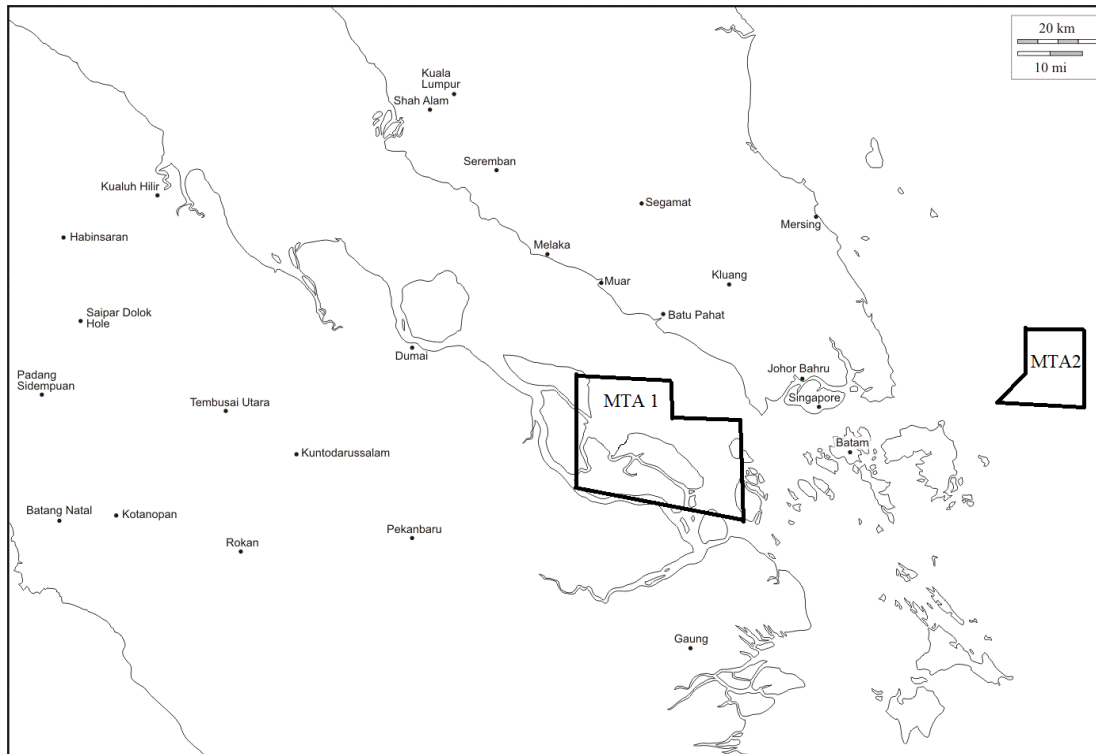 20 km
10 mi
Kuala
Lumpur
Shah Alam
Seremban
Kualuh Hilir
Segamat
Mersing
Habinsaran
Melaka
Muar
Kluang
Saipar Dolok
Hole
Batu Pahat
Dumai
MTA2
Johor Bahru
Padang
Sidempuan
MTA 1
Singapore
Tembusai Utara
Batam
Kuntodarussalam
Batang Natal
Kotanopan
Pekanbaru
Rokan
Gaung